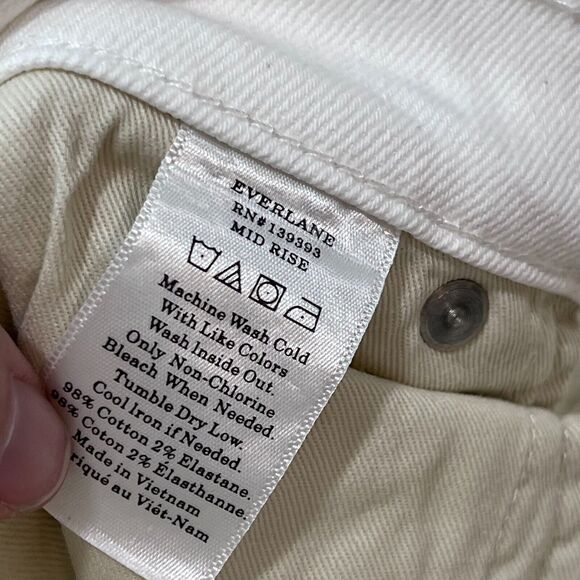 EVERLANE
RN# 139393
MID RISE
Machine Wash Cold
With Like Colors
Wash Inside Out.
Only Non-Chlorine
Bleach When Needed.
Tumble Dry Low.
Cool Iron if Needed.
98% Cotton 2% Elastane.
98% Coton 2% Élasthanne.
Made in Vietnam
riqué au Viêt-Nam